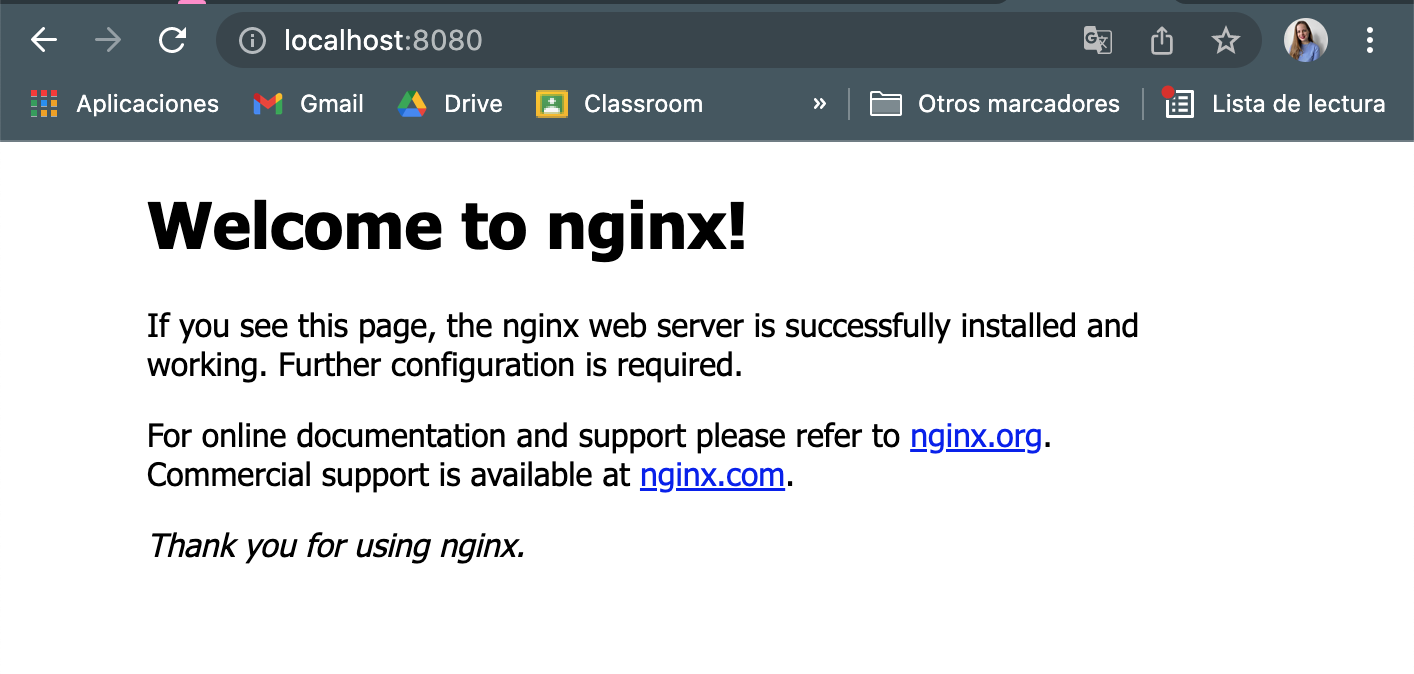 localhost:8080
Aplicaciones Gmail Drive Classroom » Otros marcadores Lista de lectura
Welcome to nginx!
If you see this page, the nginx web server is successfully installed and
working. Further configuration is required.
For online documentation and support please refer to nginx.org.
Commercial support is available at nginx.com.
Thank you for using nginx.